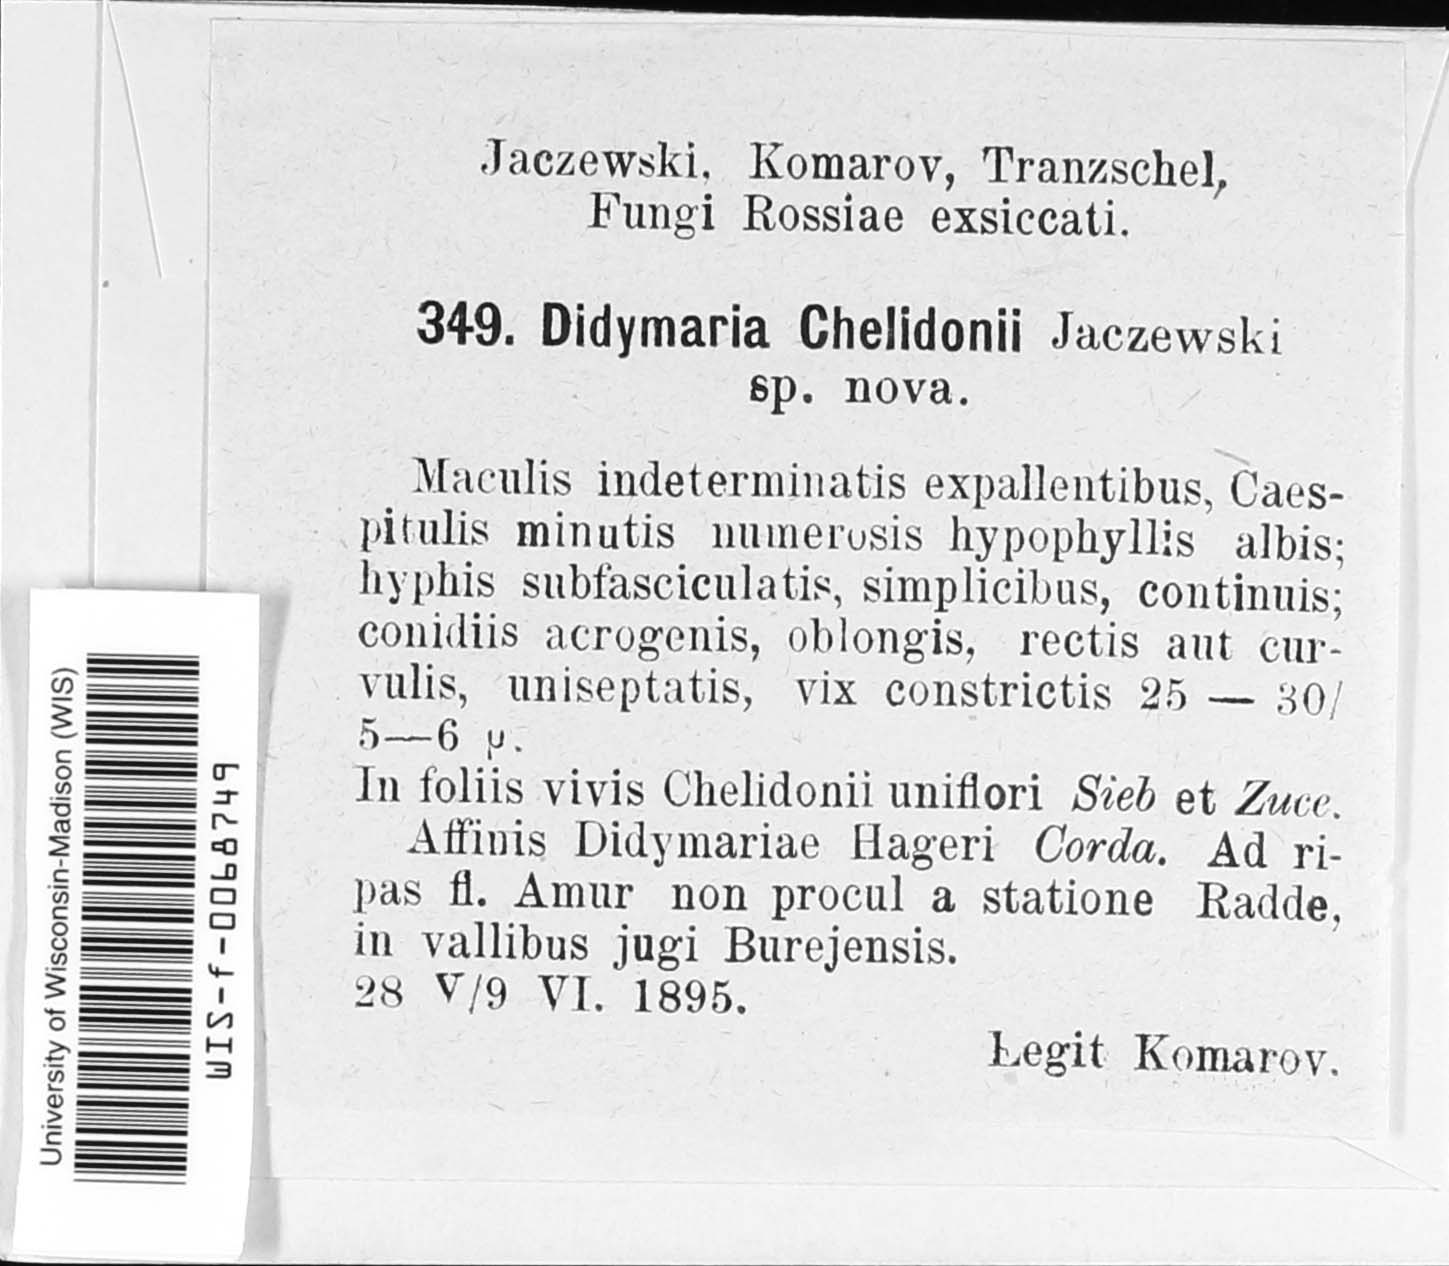 Jaczewski, Komarov, Tranzschel,
Fungi Rossiae exsiccati.
349. Didymaria Chelidonii Jaczewski
sp. nova.
Maculis indeterminatis expallentibus, Caes-
pitulis minutis numerosis hypophyllis albis;
hyphis subfasciculatis, simplicibus, continuis;
conidiis acrogenis, oblongis, rectis aut cur-
vulis, uniseptatis, vix constrictis 25 — 30/
5—6 μ.
In foliis vivis Chelidonii uniflori Sieb et Zucc.
Affinis Didymariae Hageri Corda. Ad ri-
pas fl. Amur non procul a statione Radde,
in vallibus jugi Burejensis.
28 V/9 VI. 1895.
Legit Komarov.
University of Wisconsin-Madison (WIS)
WIS-f-0068749